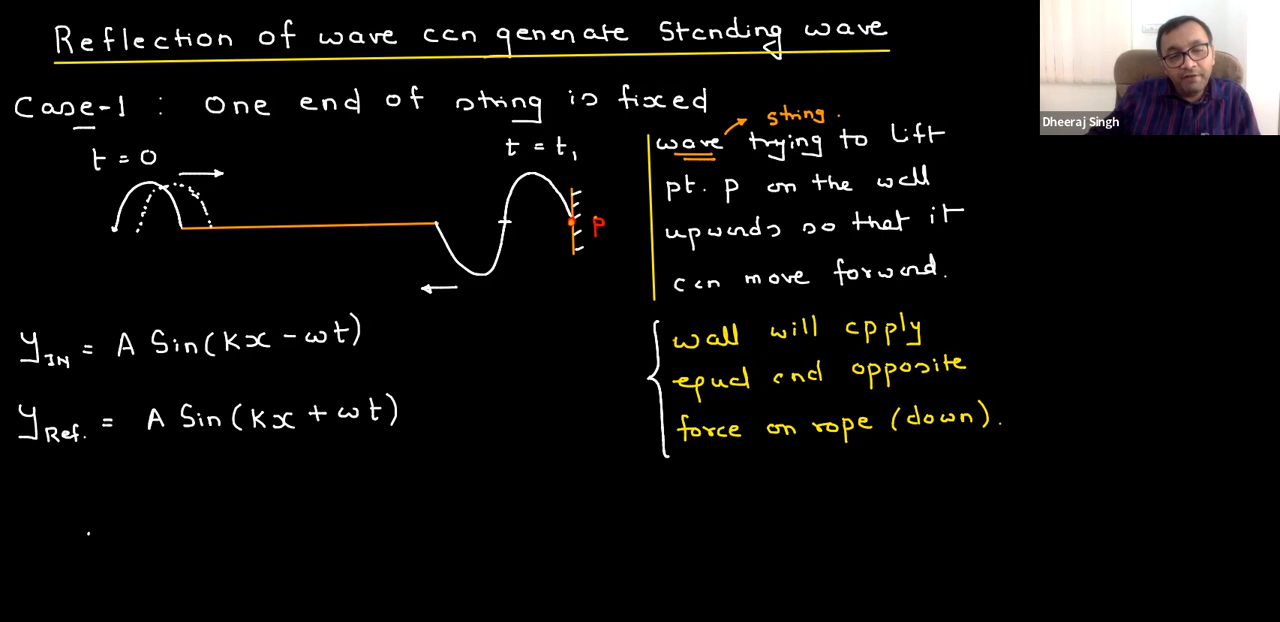 Reflection of wave can generate Standing wave
Case-1 : One end of string is fixed
t = 0
t = t₁
P
string.
wave trying to lift
pt. p on the wall
upwards so that it
can move forward.
wall will apply
equal and opposite
force on rope (down).
y_IN = A Sin(Kx - ωt)
y_Ref. = A Sin(Kx + ωt)
Dheeraj Singh